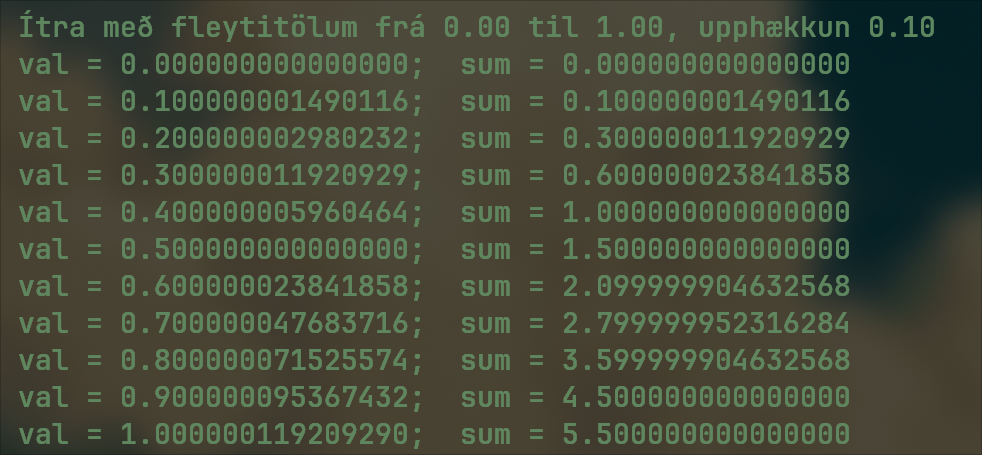 Ítra með fleytitölum frá 0.00 til 1.00, upphækkun 0.10
val = 0.000000000000000;  sum = 0.000000000000000
val = 0.100000001490116;  sum = 0.100000001490116
val = 0.200000002980232;  sum = 0.300000011920929
val = 0.300000011920929;  sum = 0.600000023841858
val = 0.400000005960464;  sum = 1.000000000000000
val = 0.500000000000000;  sum = 1.500000000000000
val = 0.600000023841858;  sum = 2.099999904632568
val = 0.700000047683716;  sum = 2.799999952316284
val = 0.800000071525574;  sum = 3.599999904632568
val = 0.900000095367432;  sum = 4.500000000000000
val = 1.000000119209290;  sum = 5.500000000000000